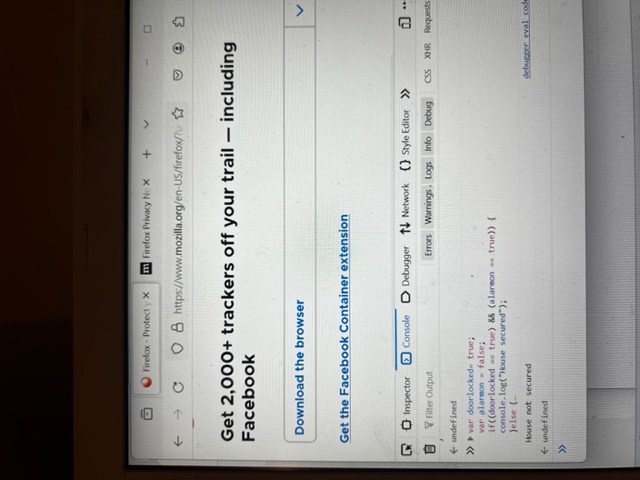 Firefox - Protect y
Firefox Privacy No
https://www.mozilla.org/en-US/firefox/?u
Get 2,000+ trackers off your trail — including
Facebook
Download the browser
Get the Facebook Container extension
Inspector Console Debugger Network {} Style Editor
Filter Output Errors Warnings Logs Info Debug CSS XHR Requests
undefined
var doorlocked= true;
var alarmon = false;
if((doorlocked == true) && (alarmon == true)) {
console.log("House secured");
}else {…
House not secured debugger eval code
undefined